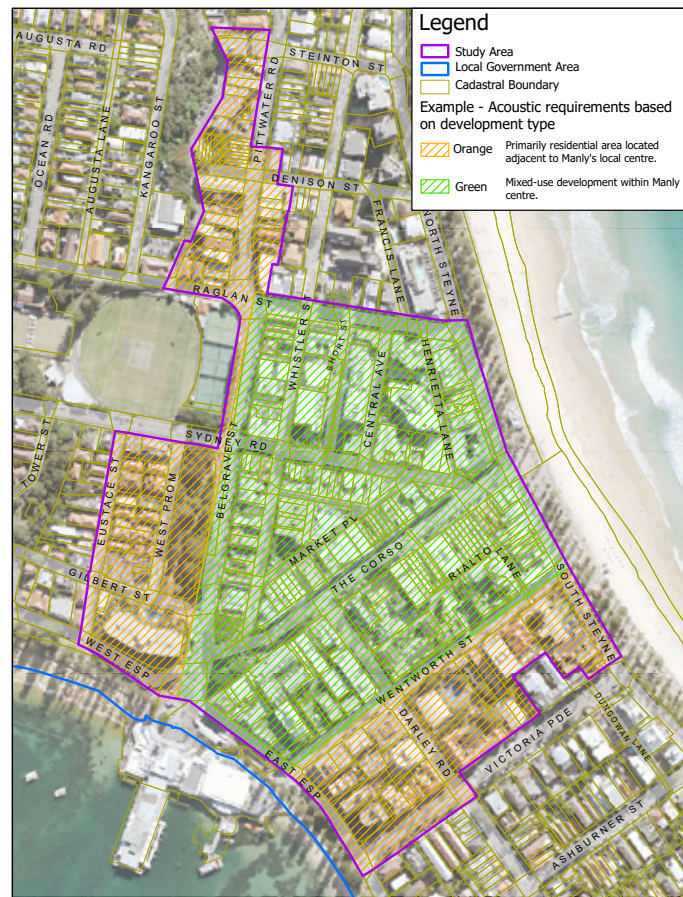 Legend
Study Area
Local Government Area
Cadastral Boundary
Example - Acoustic requirements based
on development type
Orange
Primarily residential area located
adjacent to Manly's local centre.
Green
Mixed-use development within Manly
centre.
AUGUSTA RD
STEINTON ST
OCEAN RD
AUGUSTA LANE
KANGAROO ST
PITTWATER RD
DENISON ST
FRANCIS LANE
NORTH STEYNE
RAGLAN ST
WHISTLER ST
SHORT ST
CENTRAL AVE
HENRIETTA LANE
TOWER ST
SYDNEY RD
BELGRAVE ST
EUSTACE ST
WEST PROM
MARKET PL
THE CORSO
RIALTO LANE
SOUTH STEYNE
GILBERT ST
WEST ESP
WENTWORTH ST
DARLEY RD
EAST ESP
VICTORIA PDE
DUNGOWAN LANE
ASHBURNER ST